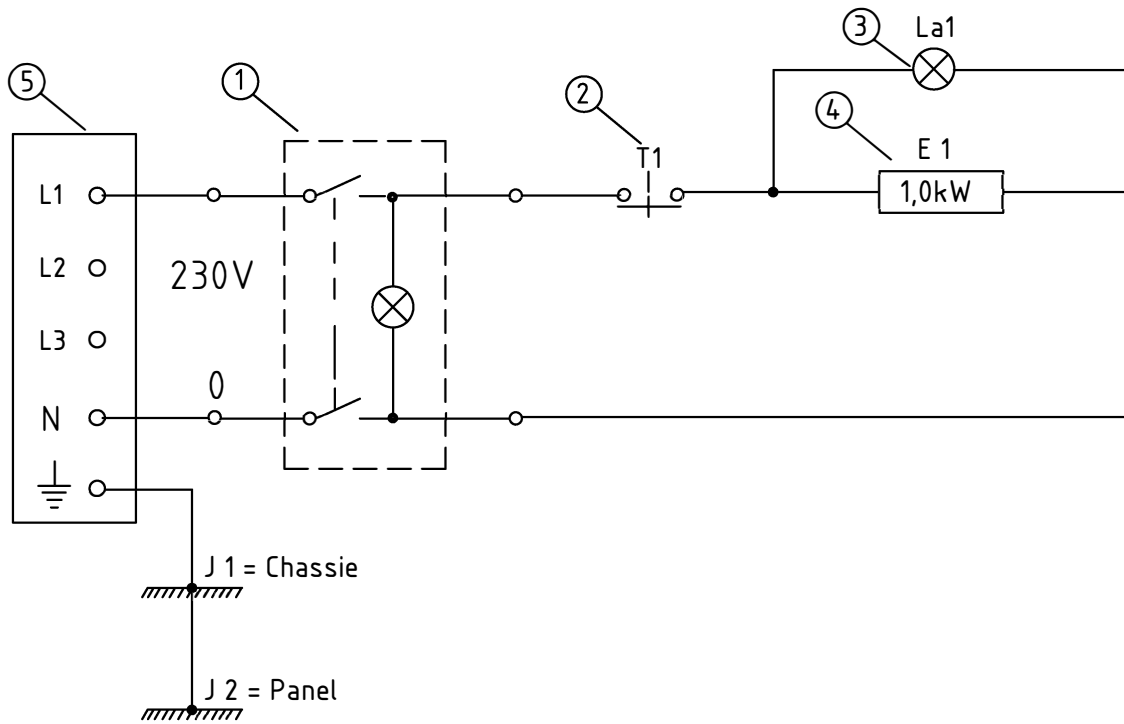 3
La1
5
1
2
4
T1
E 1
L1
1,0kW
L2
230V
L3
0
N
J 1 = Chassie
J 2 = Panel